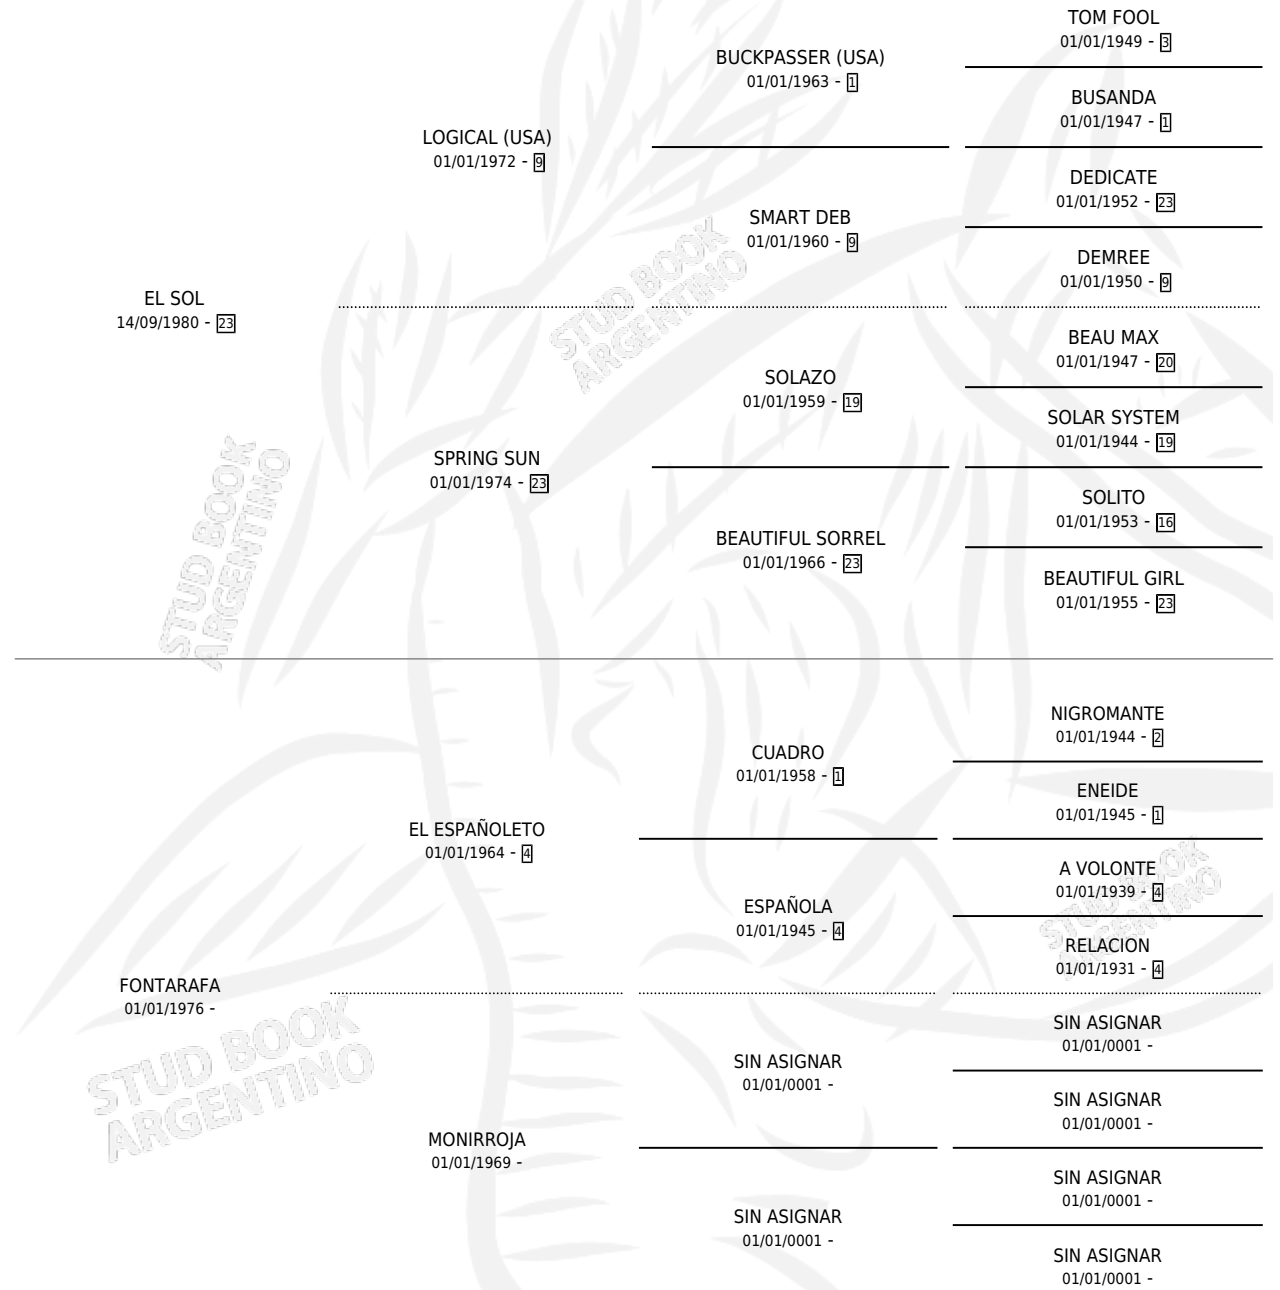 TOM FOOL
01/01/1949 - 3
BUCKPASSER (USA)
01/01/1963 - 1
BUSANDA
01/01/1947 - 1
LOGICAL (USA)
01/01/1972 - 9
DEDICATE
01/01/1952 - 23
SMART DEB
01/01/1960 - 9
DEMREE
01/01/1950 - 9
EL SOL
14/09/1980 - 23
BEAU MAX
01/01/1947 - 20
SOLAZO
01/01/1959 - 19
SOLAR SYSTEM
01/01/1944 - 19
SPRING SUN
01/01/1974 - 23
SOLITO
01/01/1953 - 16
BEAUTIFUL SORREL
01/01/1966 - 23
BEAUTIFUL GIRL
01/01/1955 - 23
NIGROMANTE
01/01/1944 - 2
CUADRO
01/01/1958 - 1
ENEIDE
01/01/1945 - 1
EL ESPAÑOLETO
01/01/1964 - 4
A VOLONTE
01/01/1939 - 4
ESPAÑOLA
01/01/1945 - 4
RELACION
01/01/1931 - 4
FONTARAFA
01/01/1976 -
SIN ASIGNAR
01/01/0001 -
SIN ASIGNAR
01/01/0001 -
SIN ASIGNAR
01/01/0001 -
MONIRROJA
01/01/1969 -
SIN ASIGNAR
01/01/0001 -
SIN ASIGNAR
01/01/0001 -
SIN ASIGNAR
01/01/0001 -
STUD BOOK
ARGENTINO
STUD BOOK
ARGENTINO
STUD BOOK
ARGENTINO
STUD BOOK
ARGENTINO